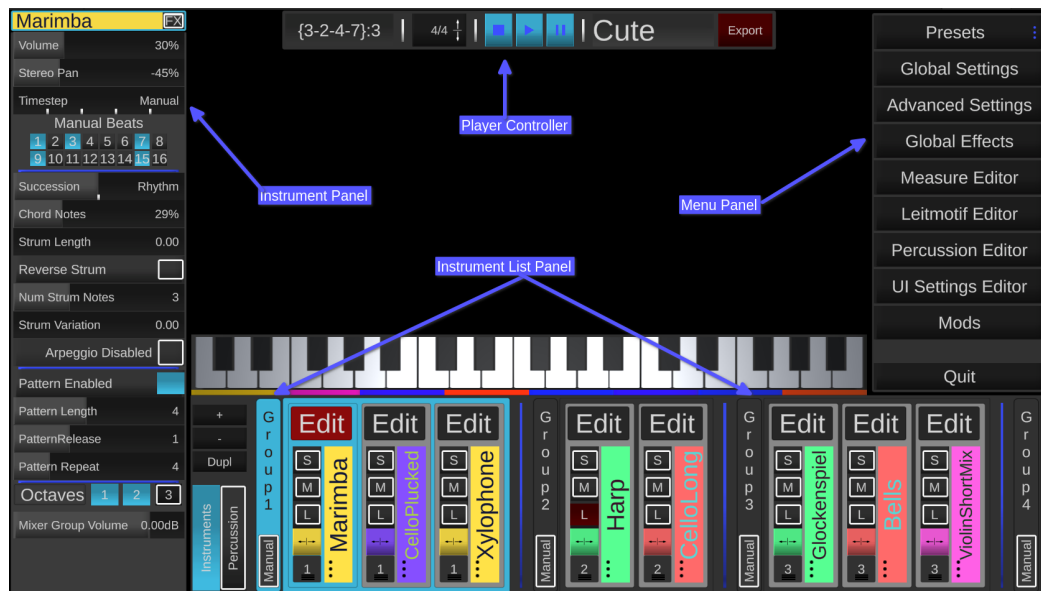 Marimba FX
Volume 30%
Stereo Pan -45%
Timestep Manual
Manual Beats
1 2 3 4 5 6 7 8
9 10 11 12 13 14 15 16
Succession Rhythm
Chord Notes 29%
Strum Length 0.00
Reverse Strum
Num Strum Notes 3
Strum Variation 0.00
Arpeggio Disabled
Pattern Enabled
Pattern Length 4
PatternRelease 1
Pattern Repeat 4
Octaves 1 2 3
Mixer Group Volume 0.00dB
{3-2-4-7}:3 4/4 Cute Export
Player Controller
Instrument Panel
Menu Panel
Instrument List Panel
Presets
Global Settings
Advanced Settings
Global Effects
Measure Editor
Leitmotif Editor
Percussion Editor
UI Settings Editor
Mods
Quit
+
-
Dupl
Instruments
Percussion
Group1
Manual
Edit
S
M
L
1
Marimba
Edit
S
M
L
1
CelloPlucked
Edit
S
M
L
1
Xylophone
Group2
Manual
Edit
S
M
L
2
Harp
Edit
S
M
L
2
CelloLong
Group3
Manual
Edit
S
M
L
3
Glockenspiel
Edit
S
M
L
3
Bells
Edit
S
M
L
3
ViolinShortMix
Group4
Manual